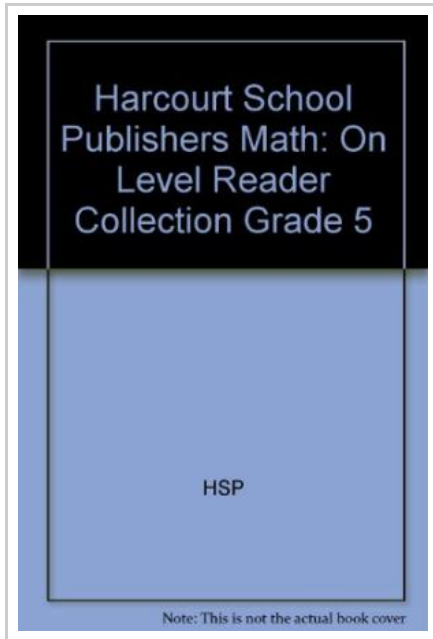 Harcourt School
Publishers Math: On
Level Reader
Collection Grade 5
HSP
Note: This is not the actual book cover